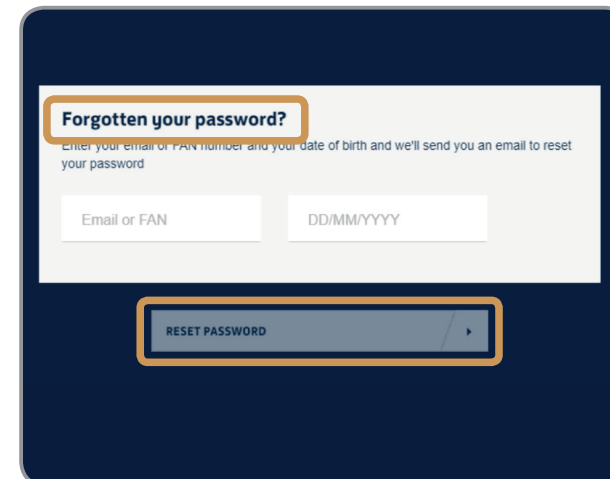 Forgotten your password?
Enter your email or FAN number and your date of birth and we'll send you an email to reset
your password
Email or FAN
DD/MM/YYYY
RESET PASSWORD